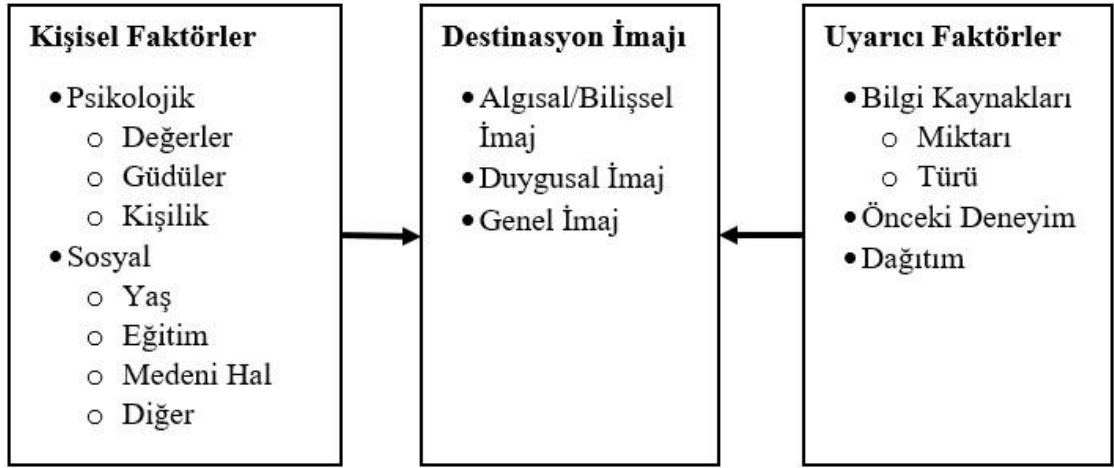 Kişisel Faktörler
• Psikolojik
o Değerler
o Güdüler
o Kişilik
• Sosyal
o Yaş
o Eğitim
o Medeni Hal
o Diğer
Destinasyon İmajı
• Algısal/Bilişsel
İmaj
• Duygusal İmaj
• Genel İmaj
Uyarıcı Faktörler
• Bilgi Kaynakları
o Miktarı
o Türü
• Önceki Deneyim
• Dağıtım